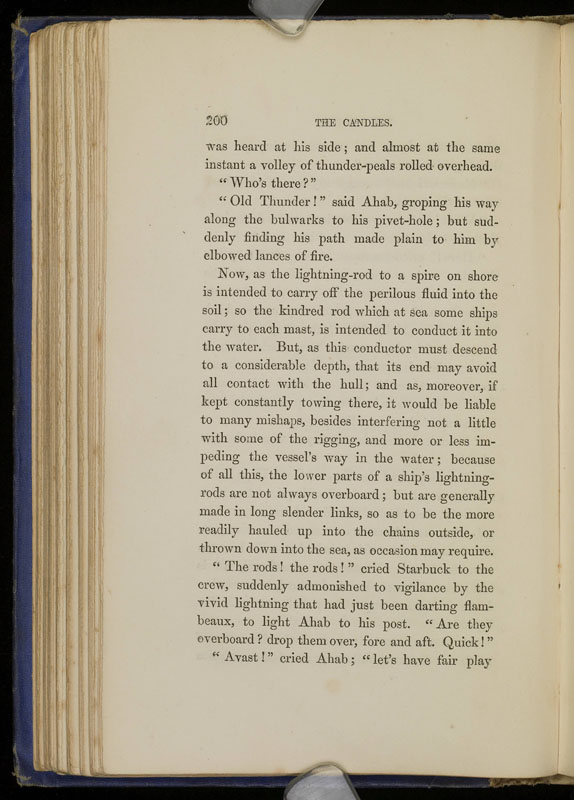 200 THE CANDLES.
was heard at his side; and almost at the same
instant a volley of thunder-peals rolled overhead.
“Who’s there?”
“Old Thunder!” said Ahab, groping his way
along the bulwarks to his pivet-hole; but sud-
denly finding his path made plain to him by
elbowed lances of fire.
Now, as the lightning-rod to a spire on shore
is intended to carry off the perilous fluid into the
soil; so the kindred rod which at sea some ships
carry to each mast, is intended to conduct it into
the water. But, as this conductor must descend
to a considerable depth, that its end may avoid
all contact with the hull; and as, moreover, if
kept constantly towing there, it would be liable
to many mishaps, besides interfering not a little
with some of the rigging, and more or less im-
peding the vessel’s way in the water; because
of all this, the lower parts of a ship’s lightning-
rods are not always overboard; but are generally
made in long slender links, so as to be the more
readily hauled up into the chains outside, or
thrown down into the sea, as occasion may require.
“The rods! the rods!” cried Starbuck to the
crew, suddenly admonished to vigilance by the
vivid lightning that had just been darting flam-
beaux, to light Ahab to his post. “Are they
overboard? drop them over, fore and aft. Quick!”
“Avast!” cried Ahab; “let’s have fair play